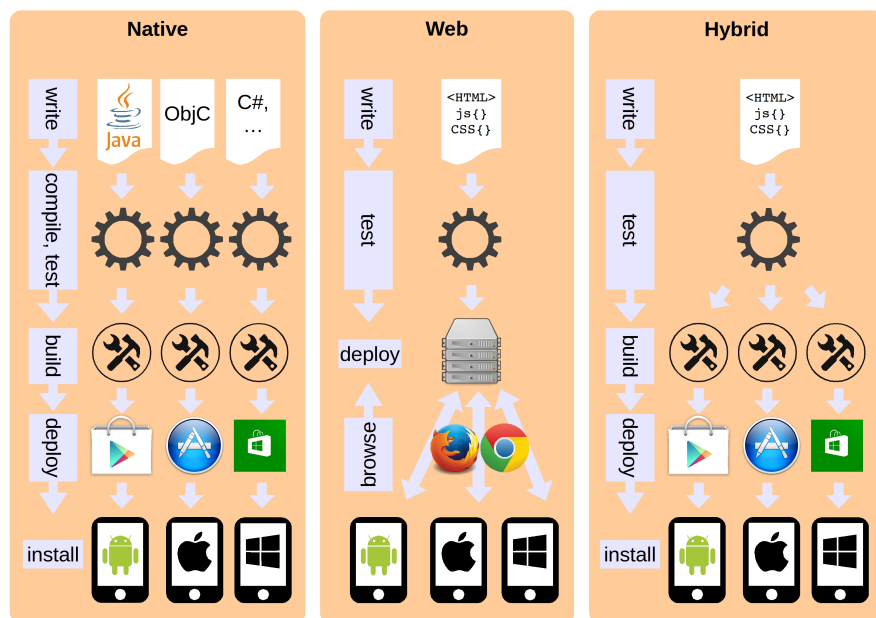 Native
write
Java
ObjC
C#,
…
compile, test
build
deploy
install
Web
write
<HTML>
js{}
CSS{}
test
deploy
browse
Hybrid
write
<HTML>
js{}
CSS{}
test
build
deploy
install